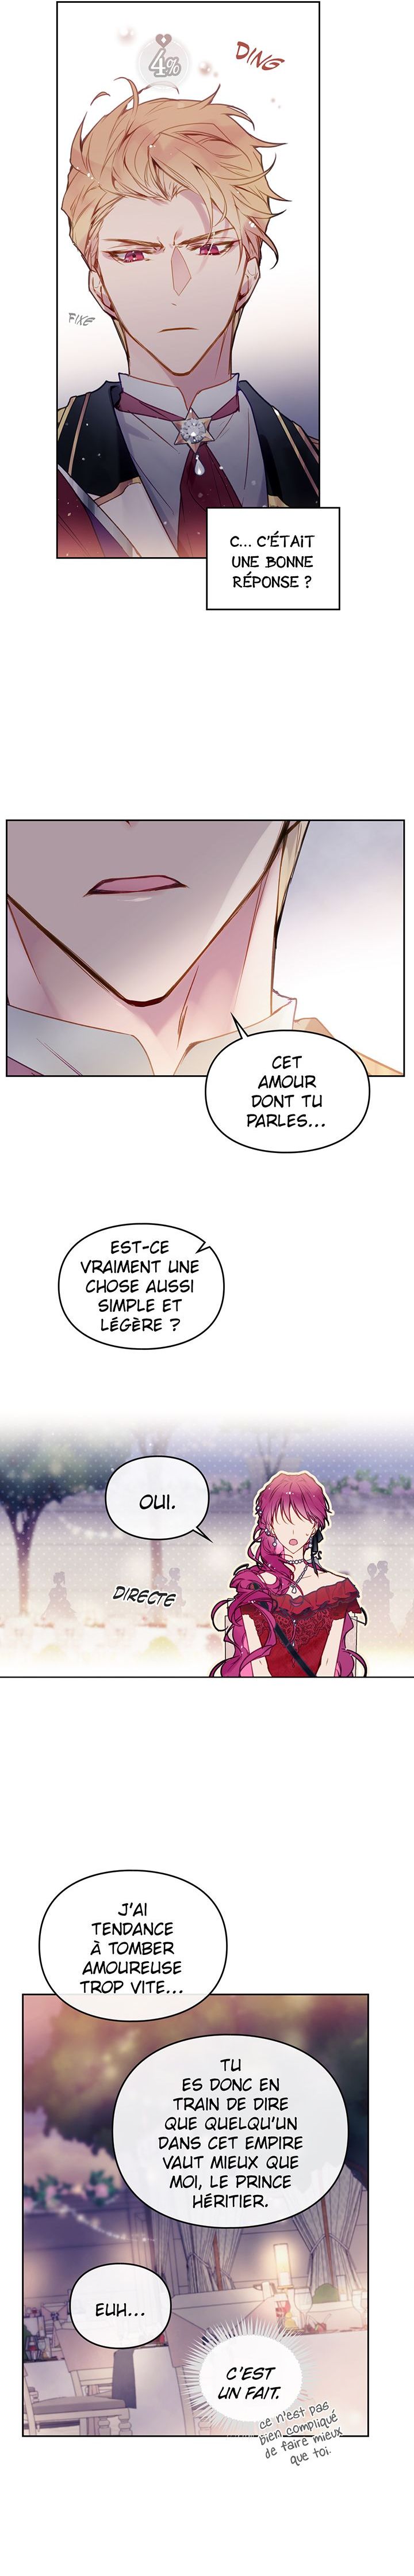 4%
DING
FIXE
C... C'ÉTAIT
UNE BONNE
RÉPONSE ?
CET
AMOUR
DONT TU
PARLES...
EST-CE
VRAIMENT UNE
CHOSE AUSSI
SIMPLE ET
LÉGÈRE ?
OUI.
DIRECTE
J'AI
TENDANCE
À TOMBER
AMOUREUSE
TROP VITE...
TU
ES DONC EN
TRAIN DE DIRE
QUE QUELQU'UN
DANS CET EMPIRE
VAUT MIEUX QUE
MOI, LE PRINCE
HÉRITIER.
EUH...
C'EST
UN FAIT.
ce n'est pas
bien compliqué
de faire mieux
que toi.